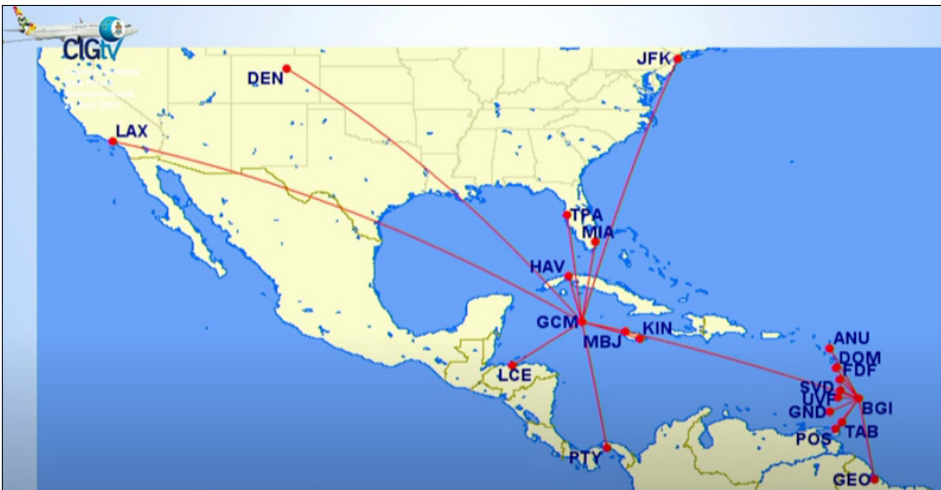 CIGtv
JFK
DEN
LAX
TPA
MIA
HAV
GCM
KIN
MBJ
ANU
DOM
FDF
LCE
SVD
UVF
BGI
GND
TAB
POS
PTY
GEO